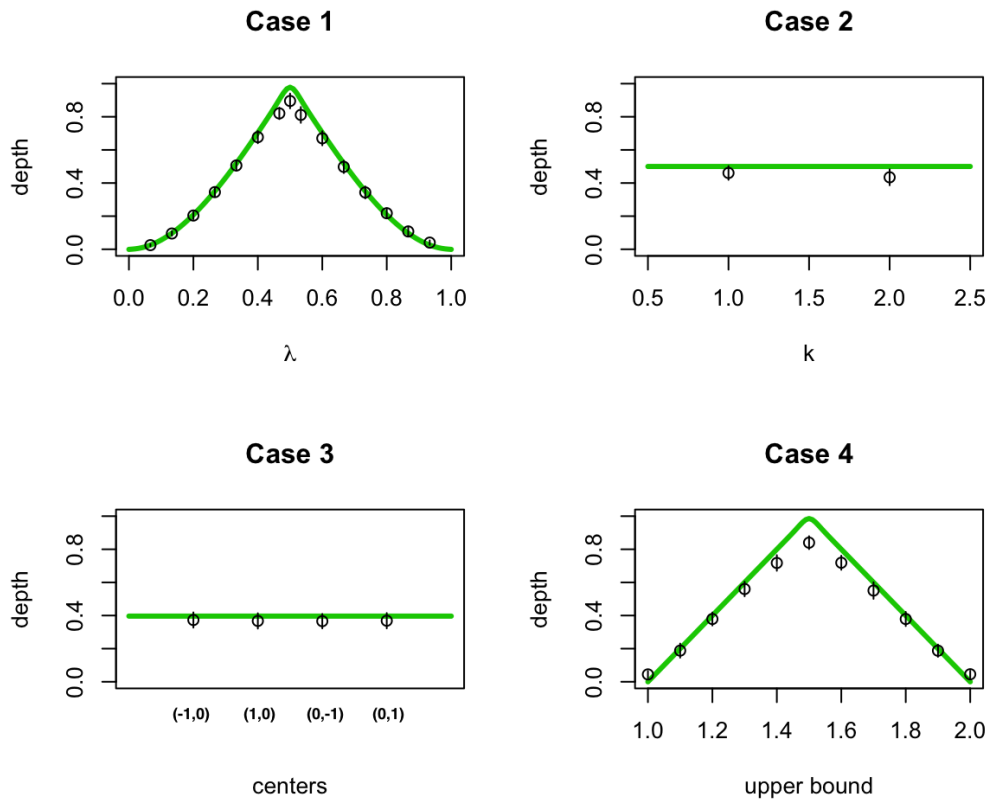 Case 1
depth
0.0 0.4 0.8
0.0 0.2 0.4 0.6 0.8 1.0
λ
Case 2
depth
0.0 0.4 0.8
0.5 1.0 1.5 2.0 2.5
k
Case 3
depth
0.0 0.4 0.8
(-1,0) (1,0) (0,-1) (0,1)
centers
Case 4
depth
0.0 0.4 0.8
1.0 1.2 1.4 1.6 1.8 2.0
upper bound